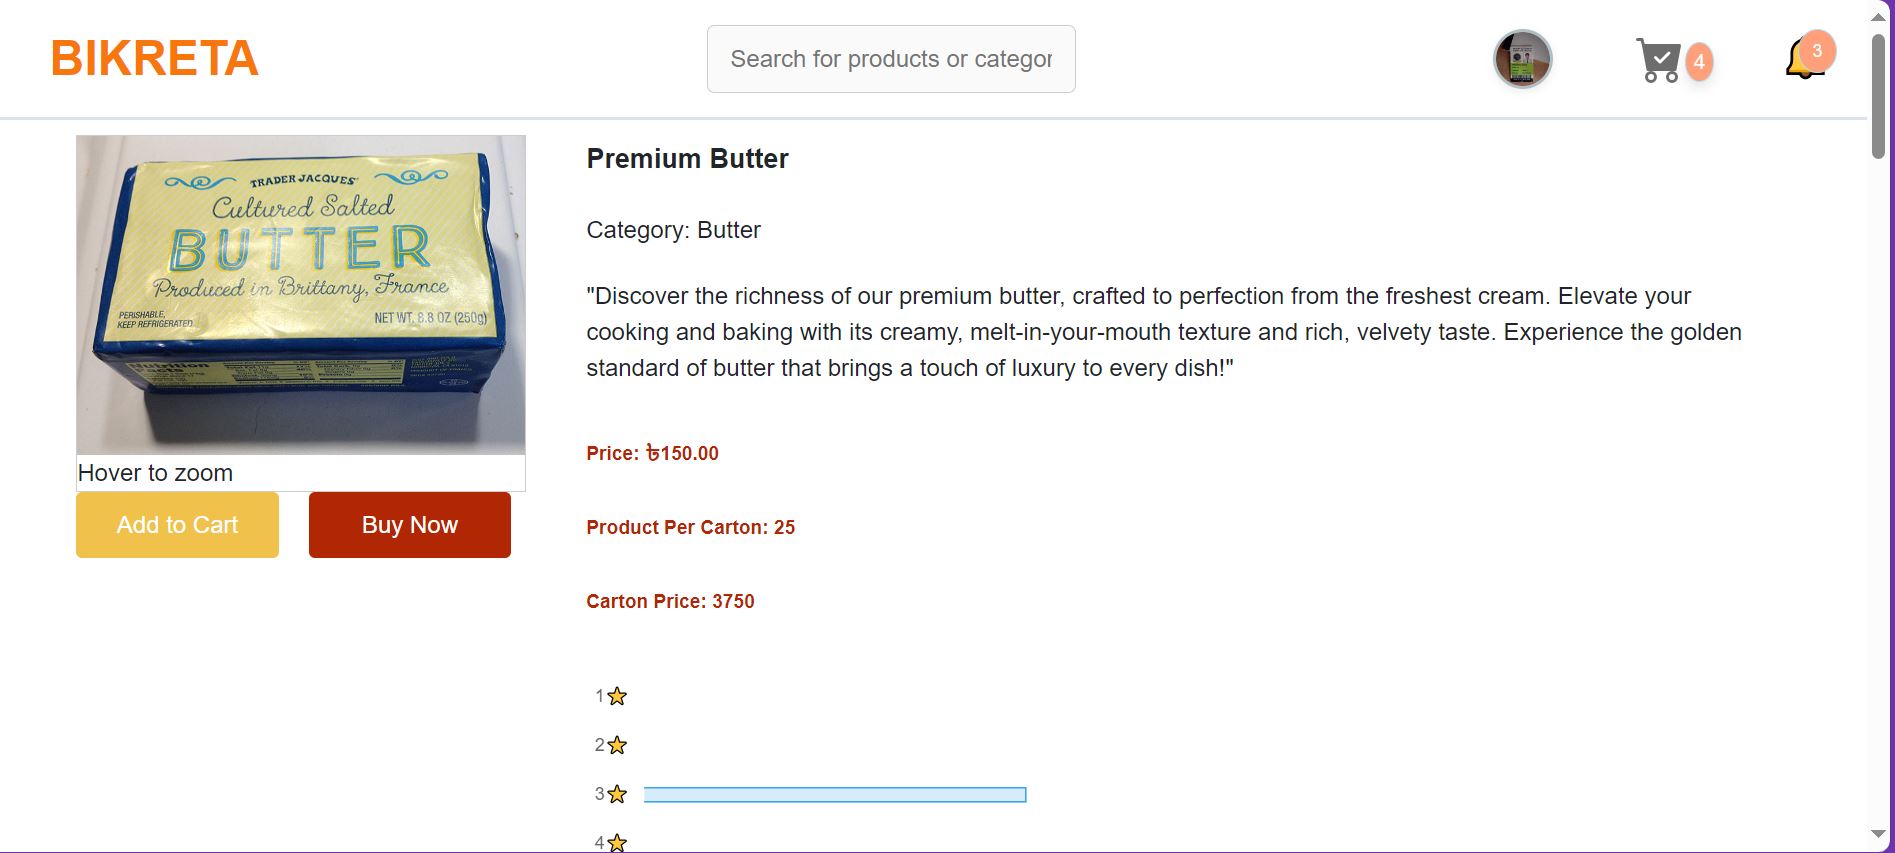 BIKRETA
Search for products or categor
4
3
TRADER JACQUES'
Cultured Salted
BUTTER
Produced in Brittany, France
PERISHABLE,
KEEP REFRIGERATED
NET WT. 8.8 OZ (250g)
Nutrition
Facts
Hover to zoom
Add to Cart
Buy Now
Premium Butter
Category: Butter
"Discover the richness of our premium butter, crafted to perfection from the freshest cream. Elevate your
cooking and baking with its creamy, melt-in-your-mouth texture and rich, velvety taste. Experience the golden
standard of butter that brings a touch of luxury to every dish!"
Price: ৳150.00
Product Per Carton: 25
Carton Price: 3750
1
2
3
4